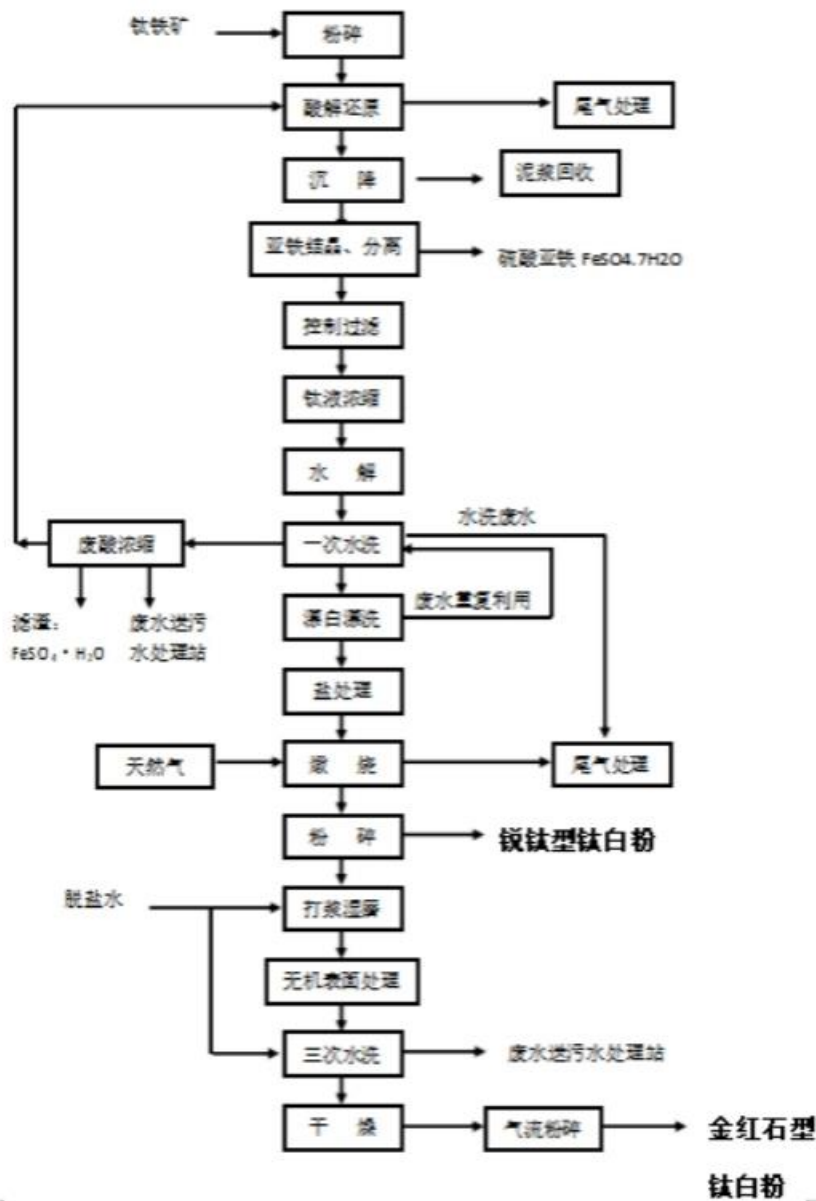 钛铁矿
粉碎
酸解还原
尾气处理
沉 降
泥浆回收
亚铁结晶、分离
硫酸亚铁 FeSO4.7H2O
控制过滤
钛液浓缩
水 解
水洗废水
废酸浓缩
一次水洗
滤渣:
废水送污
废水重复利用
FeSO₄·H₂O
水处理站
漂白漂洗
盐处理
天然气
煅 烧
尾气处理
粉 碎
锐钛型钛白粉
脱盐水
打浆湿磨
无机表面处理
三次水洗
废水送污水处理站
干 燥
气流粉碎
金红石型
钛白粉